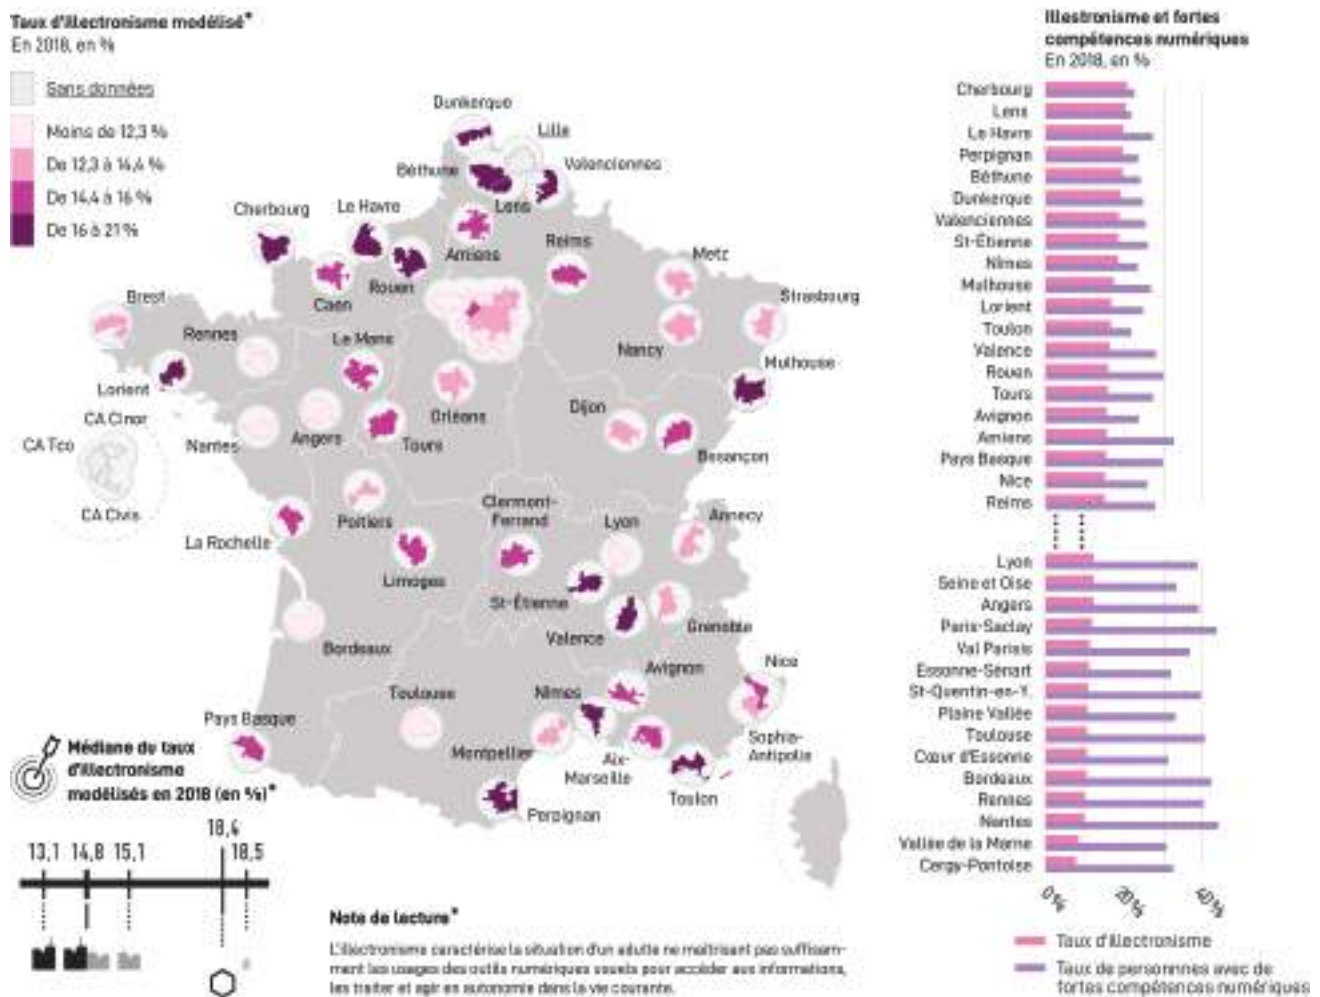 Taux d'illectronisme modélisé*
En 2018, en %
Sans données
Moins de 12,3 %
De 12,3 à 14,4 %
De 14,4 à 16 %
De 16 à 21 %
Dunkerque
Lille
Béthune
Valenciennes
Lens
Cherbourg
Le Havre
Amiens
Reims
Metz
Rouen
Caen
Strasbourg
Brest
Rennes
Le Mans
Nancy
Mulhouse
Lorient
Orléans
Dijon
CA Cinor
Angers
Nantes
Tours
Besançon
CA Tco
CA Civis
Poitiers
Clermont-
Ferrand
Lyon
Annecy
La Rochelle
Limoges
St-Étienne
Valence
Grenoble
Bordeaux
Avignon
Nice
Toulouse
Nîmes
Pays Basque
Montpellier
Aix-
Marseille
Sophia-
Antipolis
Toulon
Perpignan
Médiane du taux
d'illectronisme
modélisés en 2018 (en %)*
18,4
13,1 14,8 15,1 18,5
Note de lecture*
L'illectronisme caractérise la situation d'un adulte ne maîtrisant pas suffisam-
ment les usages des outils numériques usuels pour accéder aux informations,
les traiter et agir en autonomie dans la vie courante.
Illestronisme et fortes
compétences numériques
En 2018, en %
Cherbourg
Lens
Le Havre
Perpignan
Béthune
Dunkerque
Valenciennes
St-Étienne
Nîmes
Mulhouse
Lorient
Toulon
Valence
Rouen
Tours
Avignon
Amiens
Pays Basque
Nice
Reims
Lyon
Seine et Oise
Angers
Paris-Saclay
Val Parisis
Essonne-Sénart
St-Quentin-en-Y.
Plaine Vallée
Toulouse
Cœur d'Essonne
Bordeaux
Rennes
Nantes
Vallée de la Marne
Cergy-Pontoise
0 % 20 % 40 %
Taux d'illectronisme
Taux de personnnes avec de
fortes compétences numériques